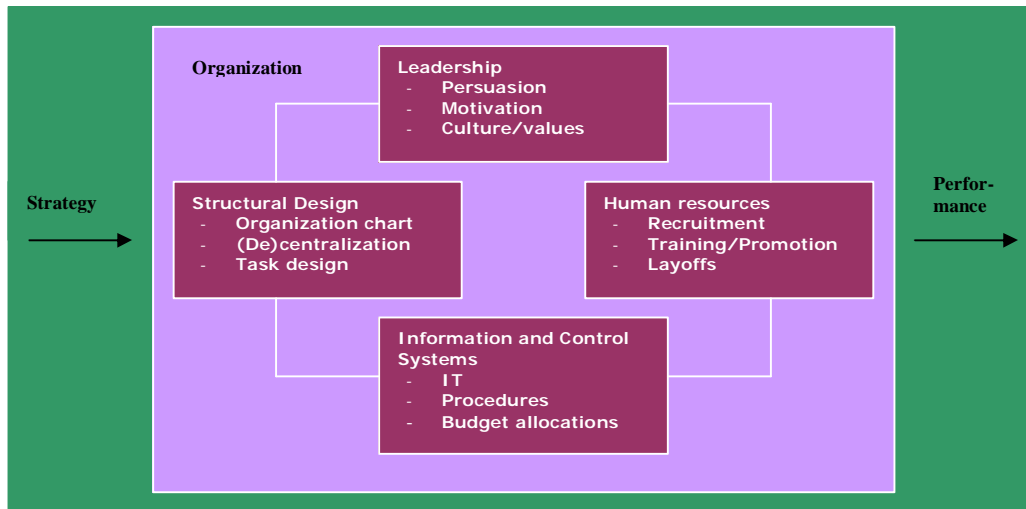 Organization
Leadership
- Persuasion
- Motivation
- Culture/values
Strategy
Structural Design
- Organization chart
- (De)centralization
- Task design
Human resources
- Recruitment
- Training/Promotion
- Layoffs
Perfor-
mance
Information and Control
Systems
- IT
- Procedures
- Budget allocations